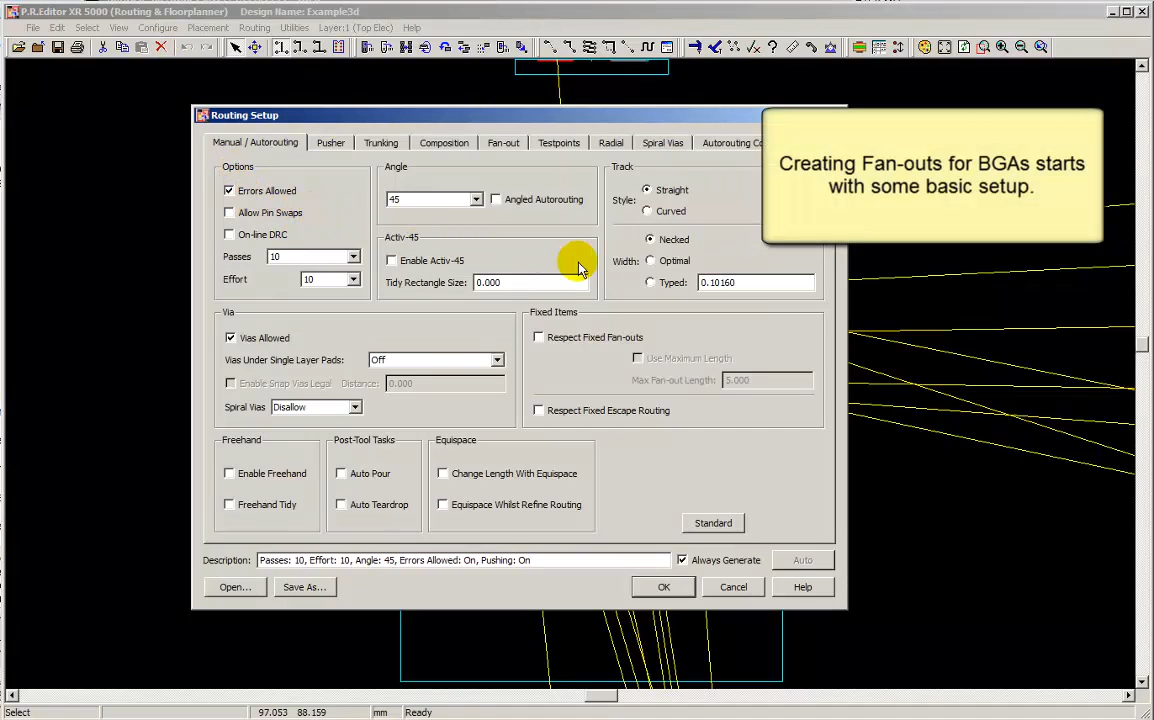 P.R.Editor XR 5000 (Routing & Floorplanner) Design Name: Example3d
File Edit Select View Configure Placement Routing Utilities Layer:1 (Top Elec) Help
Routing Setup
Manual / Autorouting Pusher Trunking Composition Fan-out Testpoints Radial Spiral Vias Autorouting Co
Creating Fan-outs for BGAs starts
with some basic setup.
Options
Errors Allowed
Allow Pin Swaps
On-line DRC
Passes 10
Effort 10
Angle
45 Angled Autorouting
Activ-45
Enable Activ-45
Tidy Rectangle Size: 0.000
Track
Style: Straight
Curved
Width: Necked
Optimal
Typed: 0.10160
Via
Vias Allowed
Vias Under Single Layer Pads: Off
Enable Snap Vias Legal Distance: 0.000
Spiral Vias Disallow
Fixed Items
Respect Fixed Fan-outs
Use Maximum Length
Max Fan-out Length: 5.000
Respect Fixed Escape Routing
Freehand
Enable Freehand
Freehand Tidy
Post-Tool Tasks
Auto Pour
Auto Teardrop
Equispace
Change Length With Equispace
Equispace Whilst Refine Routing
Standard
Description: Passes: 10, Effort: 10, Angle: 45, Errors Allowed: On, Pushing: On Always Generate Auto
Open... Save As... OK Cancel Help
Select 97.053 88.159 mm Ready